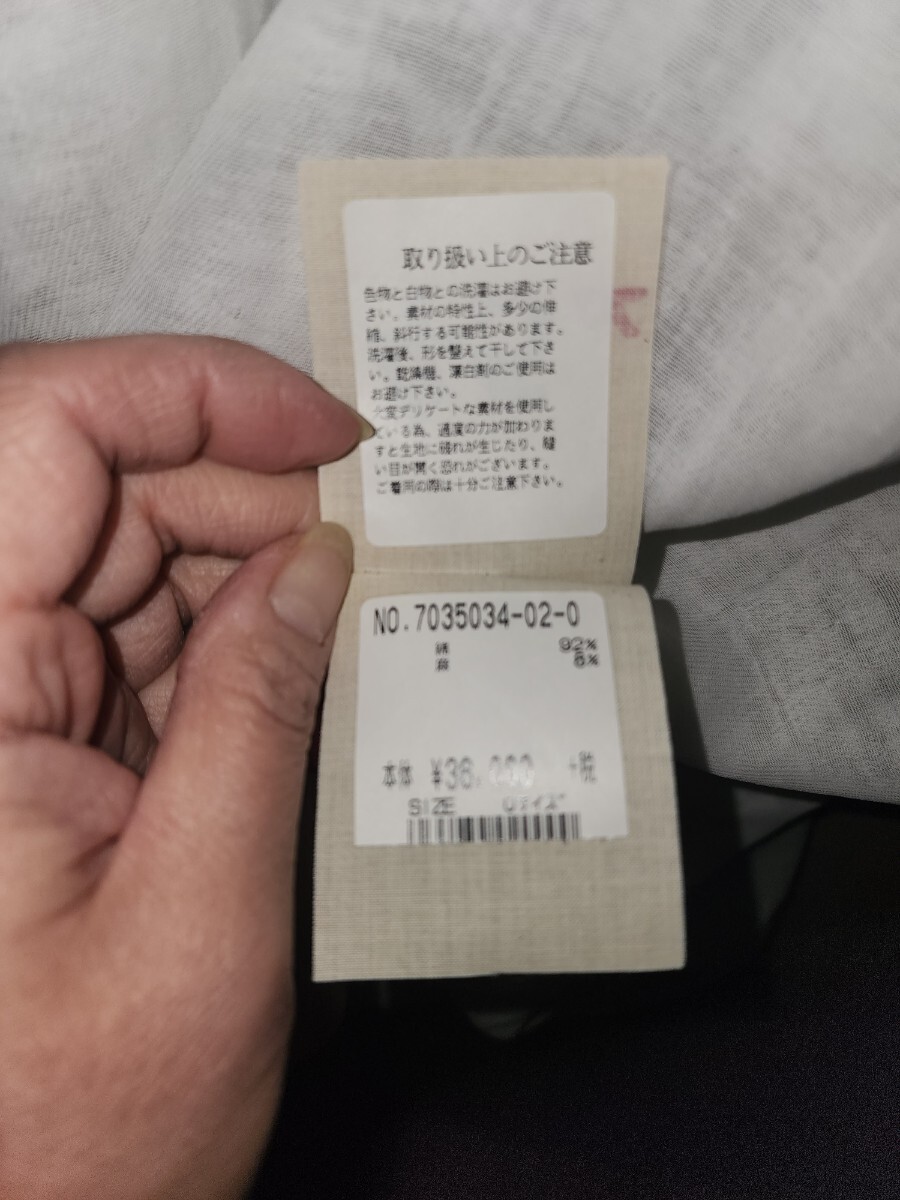 取り扱い上のご注意
色物と白物との洗濯はお避け下
さい。素材の特性上、多少の伸
縮、斜行する可能性があります。
洗濯後、形を整えて干して下さ
い。乾燥機、漂白剤のご使用は
お避け下さい。
大変デリケートな素材を使用し
ている為、過度の力が加わりま
すと生地に破れが生じたり、縫
い目が開く恐れがございます。
ご着用の際は十分ご注意下さい。
NO.7035034-02-0
綿 92%
麻 8%
本体 ¥36,000 +税
SIZE